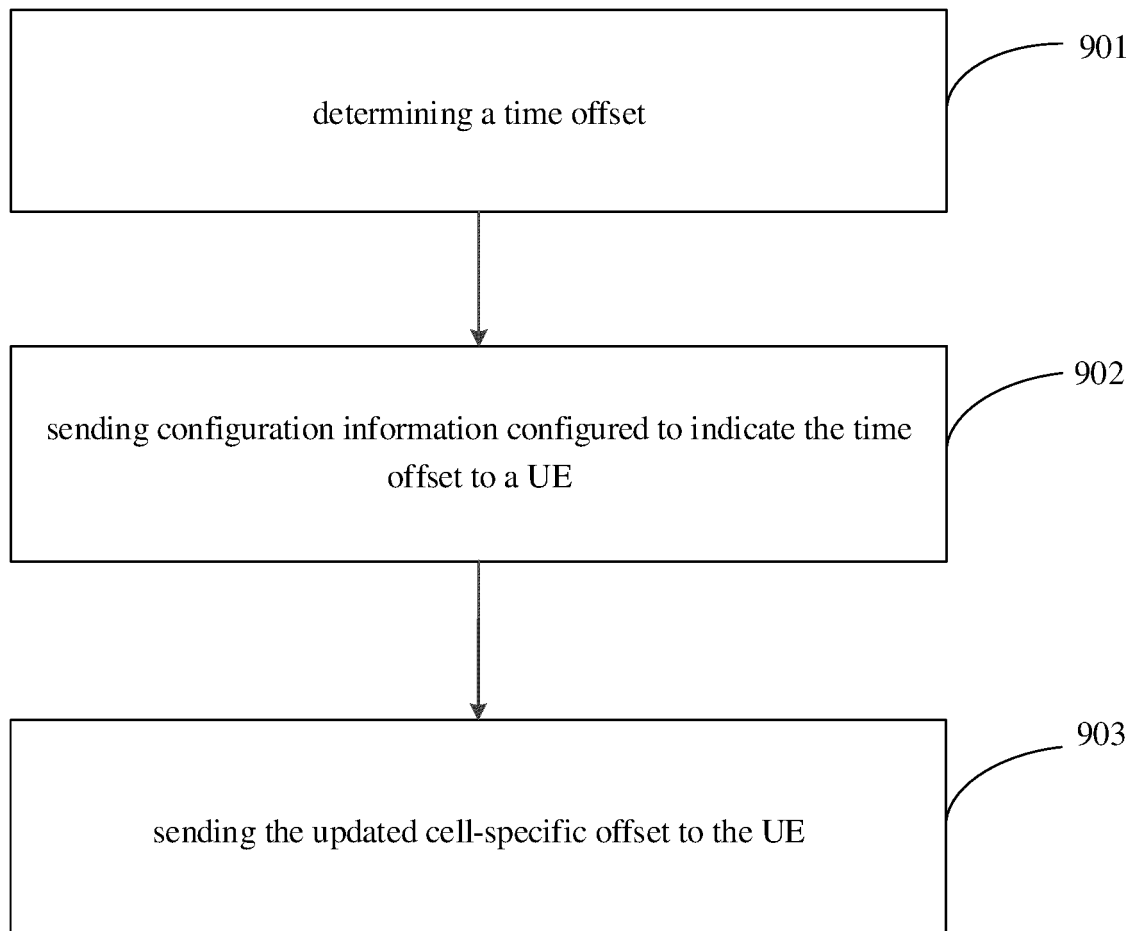 901
determining a time offset
902
sending configuration information configured to indicate the time
offset to a UE
903
sending the updated cell-specific offset to the UE